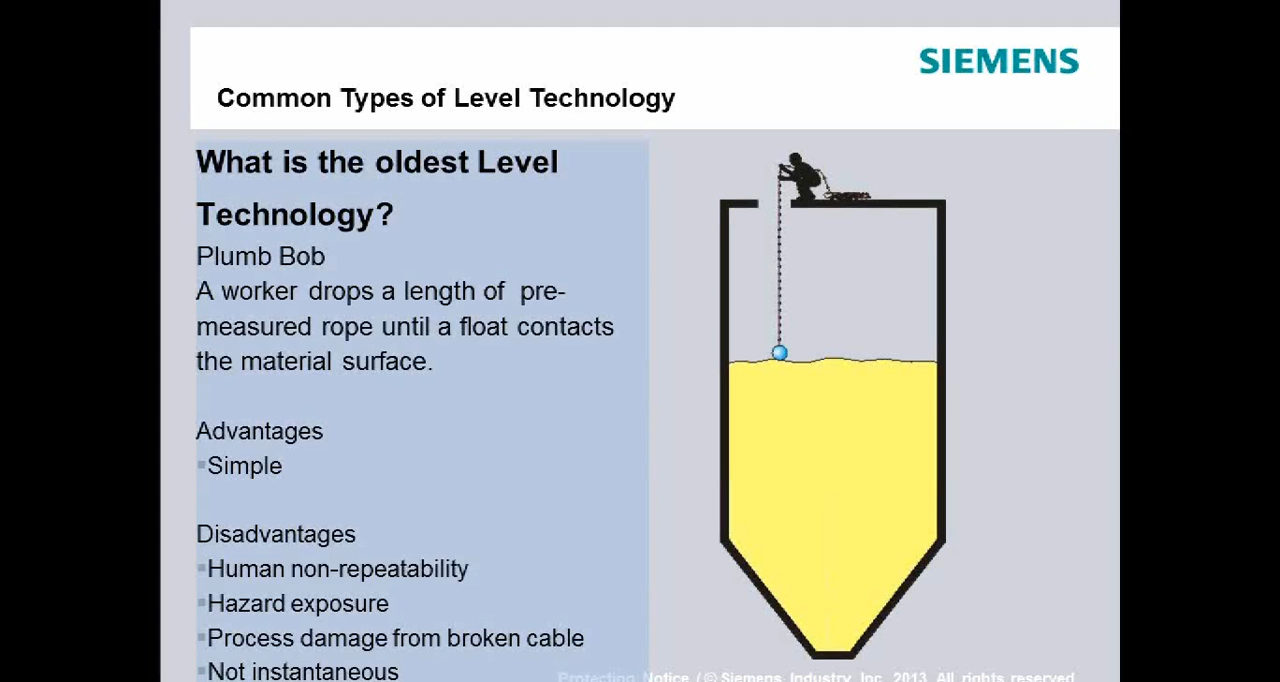 SIEMENS
Common Types of Level Technology
What is the oldest Level
Technology?
Plumb Bob
A worker drops a length of pre-
measured rope until a float contacts
the material surface.
Advantages
▪Simple
Disadvantages
▪Human non-repeatability
▪Hazard exposure
▪Process damage from broken cable
▪Not instantaneous
Protecting Notice / © Siemens Industry, Inc. 2013. All rights reserved